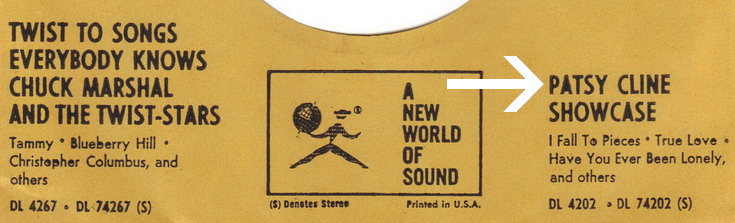 TWIST TO SONGS
EVERYBODY KNOWS
CHUCK MARSHAL
AND THE TWIST-STARS
Tammy • Blueberry Hill •
Christopher Columbus, and
others
DL 4267 • DL 74267 (S)
A
NEW
WORLD
OF
SOUND
(S) Denotes Stereo
Printed in U.S.A.
PATSY CLINE
SHOWCASE
I Fall To Pieces • True Love •
Have You Ever Been Lonely,
and others
DL 4202 • DL 74202 (S)